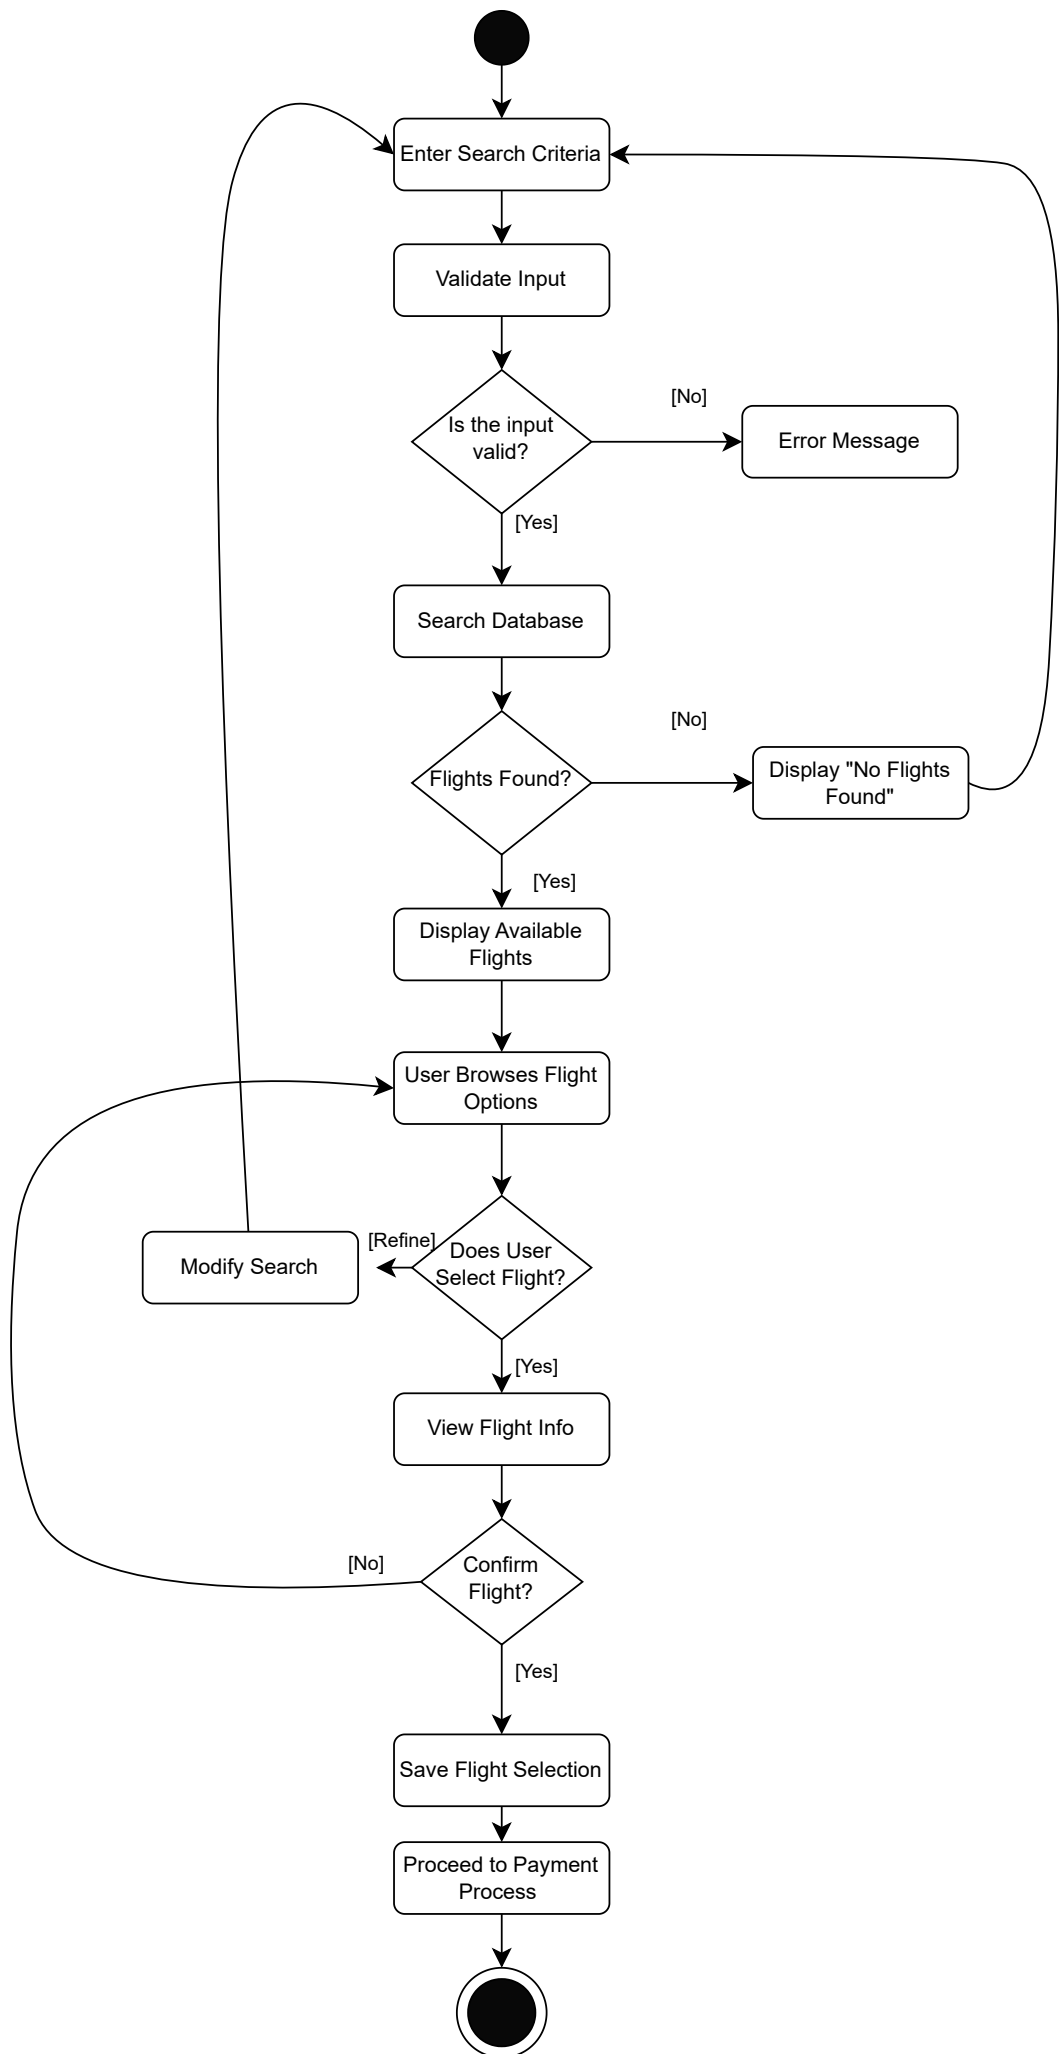 Enter Search Criteria
Validate Input
Is the input
valid?
[No]
Error Message
[Yes]
Search Database
[No]
Flights Found?
Display "No Flights
Found"
[Yes]
Display Available
Flights
User Browses Flight
Options
[Refine]
Does User
Select Flight?
Modify Search
[Yes]
View Flight Info
[No]
Confirm
Flight?
[Yes]
Save Flight Selection
Proceed to Payment
Process